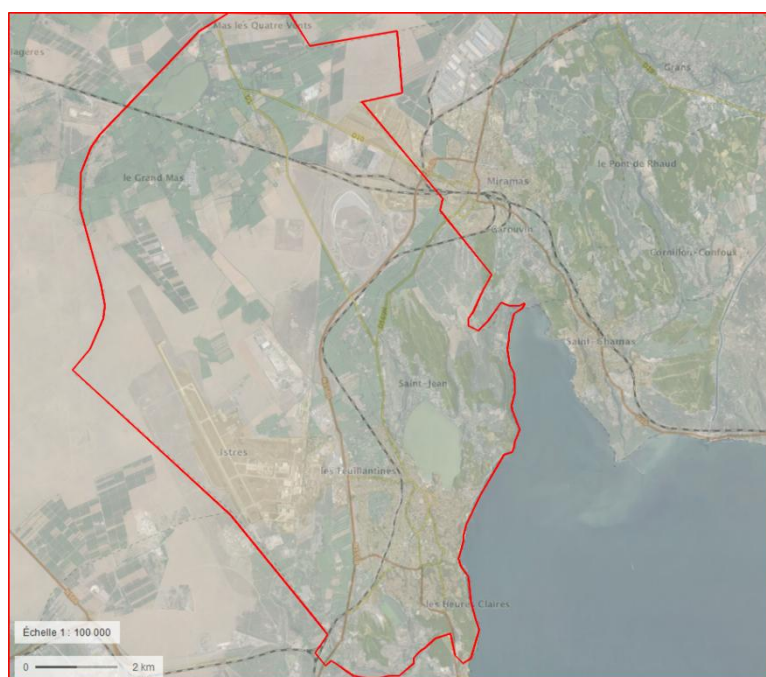 Mas les Quatre Vents
lagères
Grans
le Pont de Rhaud
le Grand Mas
Miramas
Cornillon-Confoux
Saint-Chamas
Saint-Jean
Istres
les Feuillantines
les Heures Claires
Échelle 1 : 100 000
0
2 km